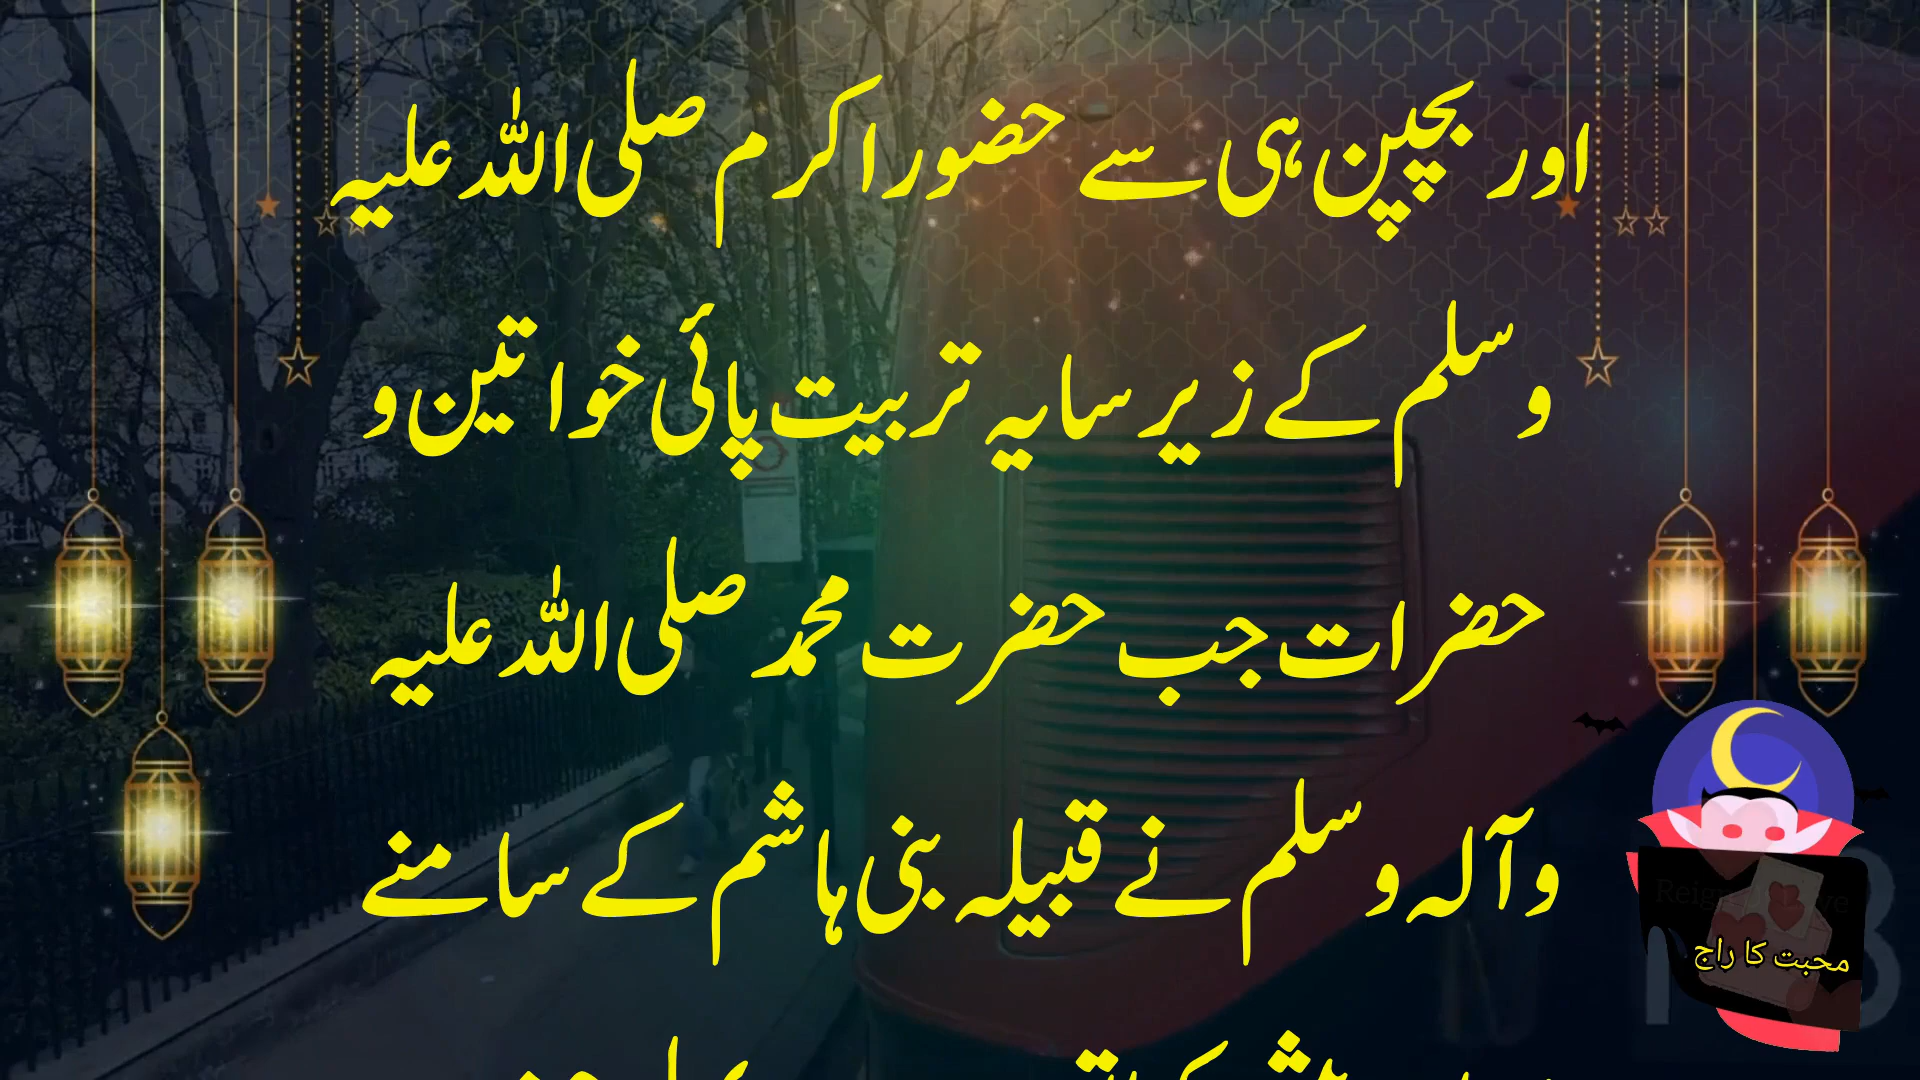 اور بچپن ہی سے حضور اکرم صلی اللہ علیہ
وسلم کے زیر سایہ تربیت پائی خواتین و
حضرات جب حضرت محمد صلی اللہ علیہ
وآلہ وسلم نے قبیلہ بنی ہاشم کے سامنے
محبت کا راج